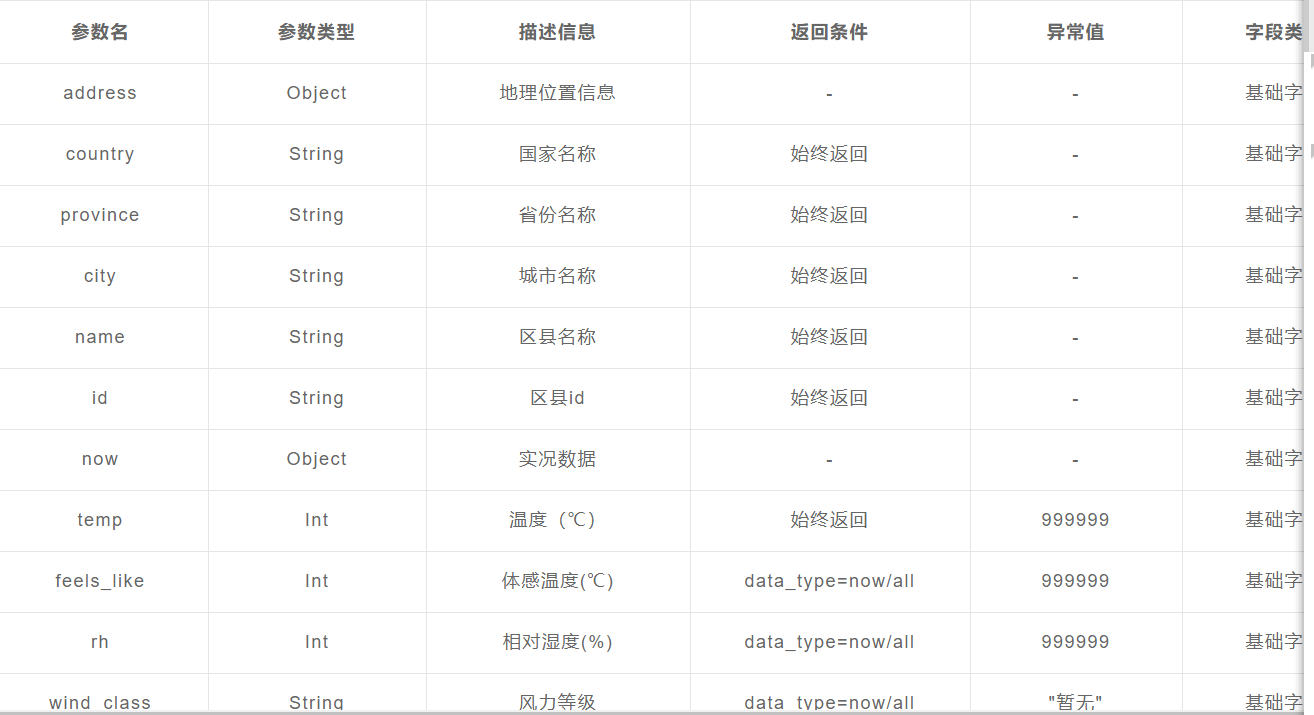 参数名 参数类型 描述信息 返回条件 异常值 字段类
address Object 地理位置信息 - - 基础字
country String 国家名称 始终返回 - 基础字
province String 省份名称 始终返回 - 基础字
city String 城市名称 始终返回 - 基础字
name String 区县名称 始终返回 - 基础字
id String 区县id 始终返回 - 基础字
now Object 实况数据 - - 基础字
temp Int 温度（℃） 始终返回 999999 基础字
feels_like Int 体感温度(℃) data_type=now/all 999999 基础字
rh Int 相对湿度(%) data_type=now/all 999999 基础字
wind_class String 风力等级 data_type=now/all "暂无" 基础字